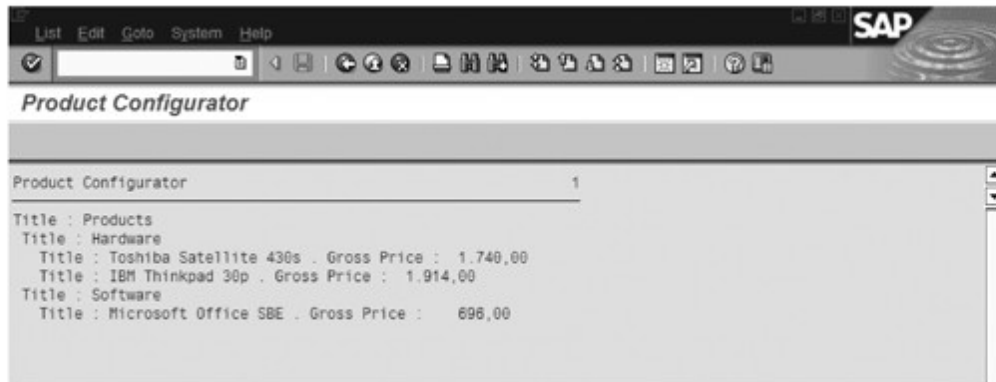 List Edit Goto System Help
SAP
Product Configurator
Product Configurator 1
Title : Products
Title : Hardware
Title : Toshiba Satellite 430s . Gross Price : 1.740,00
Title : IBM Thinkpad 30p . Gross Price : 1.914,00
Title : Software
Title : Microsoft Office SBE . Gross Price : 696,00